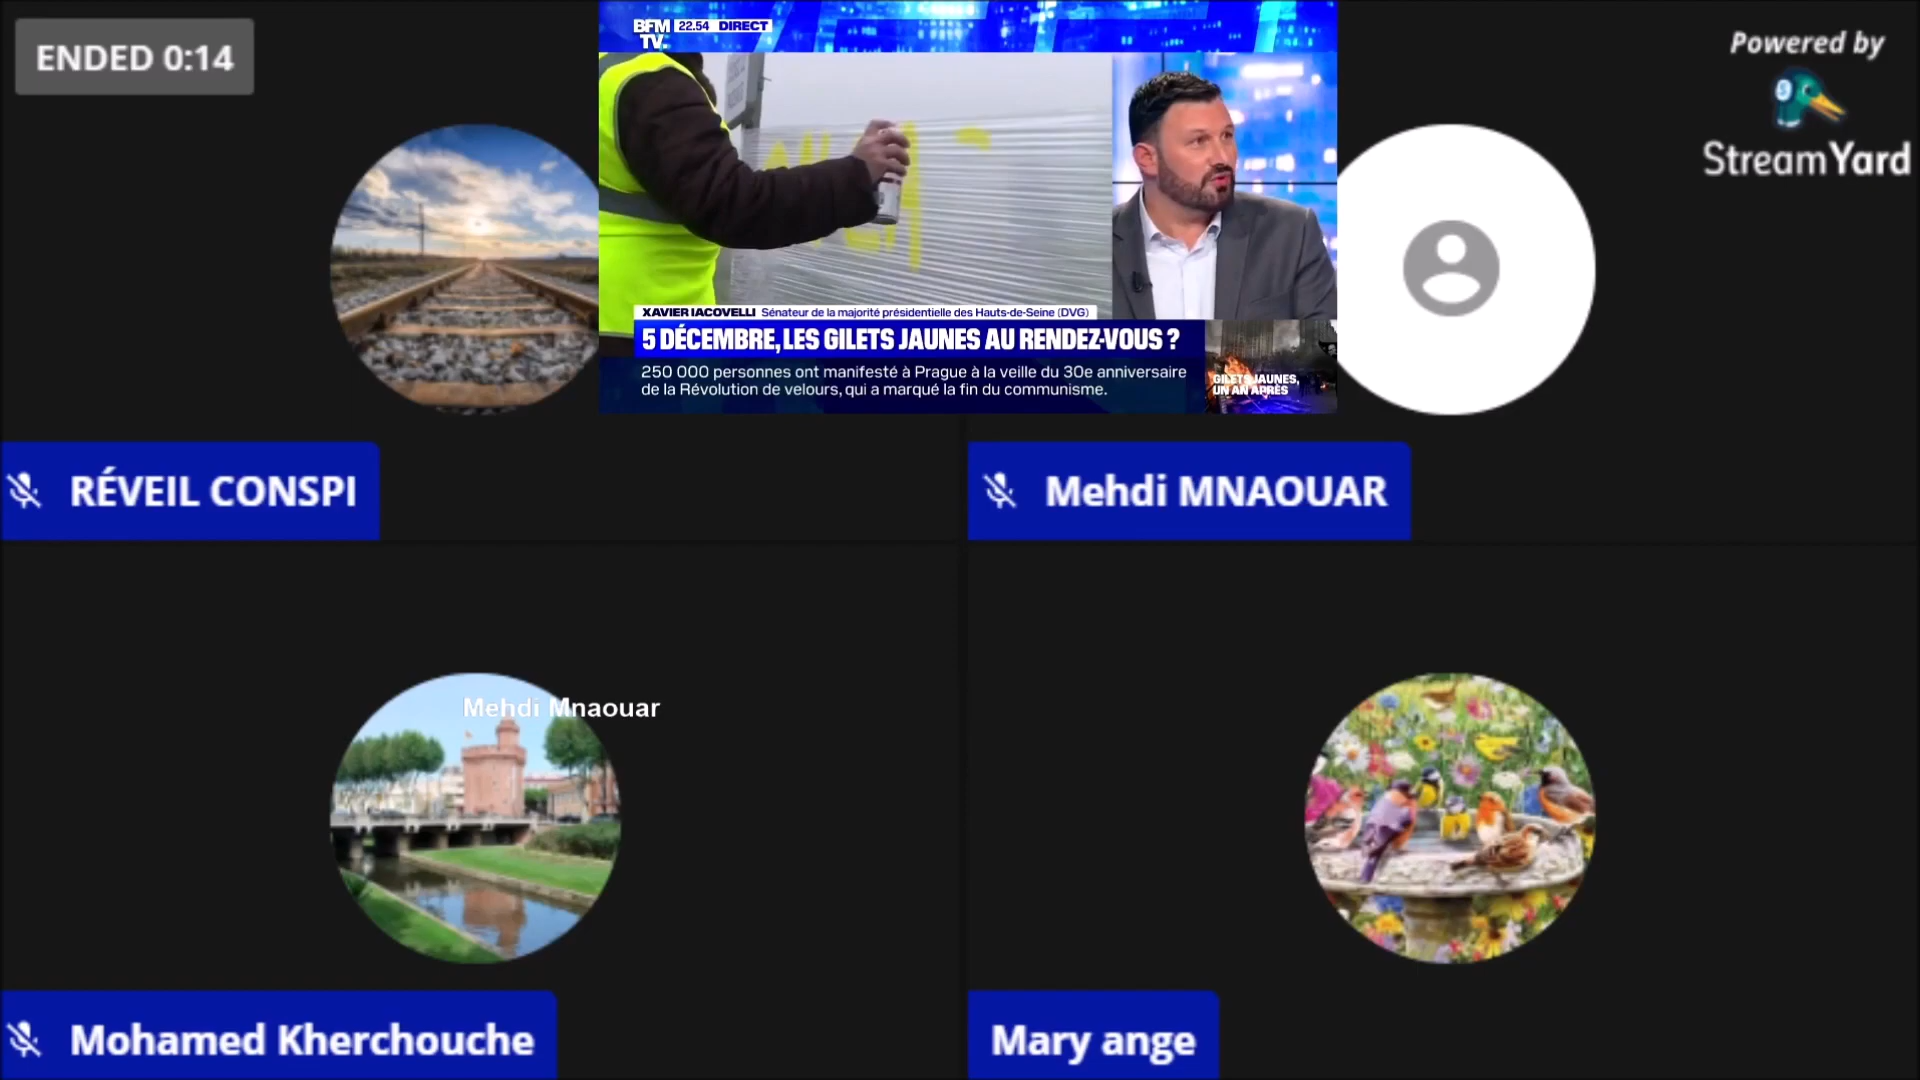 ENDED 0:14
BFM
TV.
22.54 DIRECT
Powered by
StreamYard
XAVIER IACOVELLI Sénateur de la majorité présidentielle des Hauts-de-Seine (DVG)
5 DÉCEMBRE, LES GILETS JAUNES AU RENDEZ-VOUS ?
250 000 personnes ont manifesté à Prague à la veille du 30e anniversaire
de la Révolution de velours, qui a marqué la fin du communisme.
GILETS JAUNES,
UN AN APRÈS
RÉVEIL CONSPI
Mehdi MNAOUAR
Mehdi Mnaouar
Mohamed Kherchouche
Mary ange